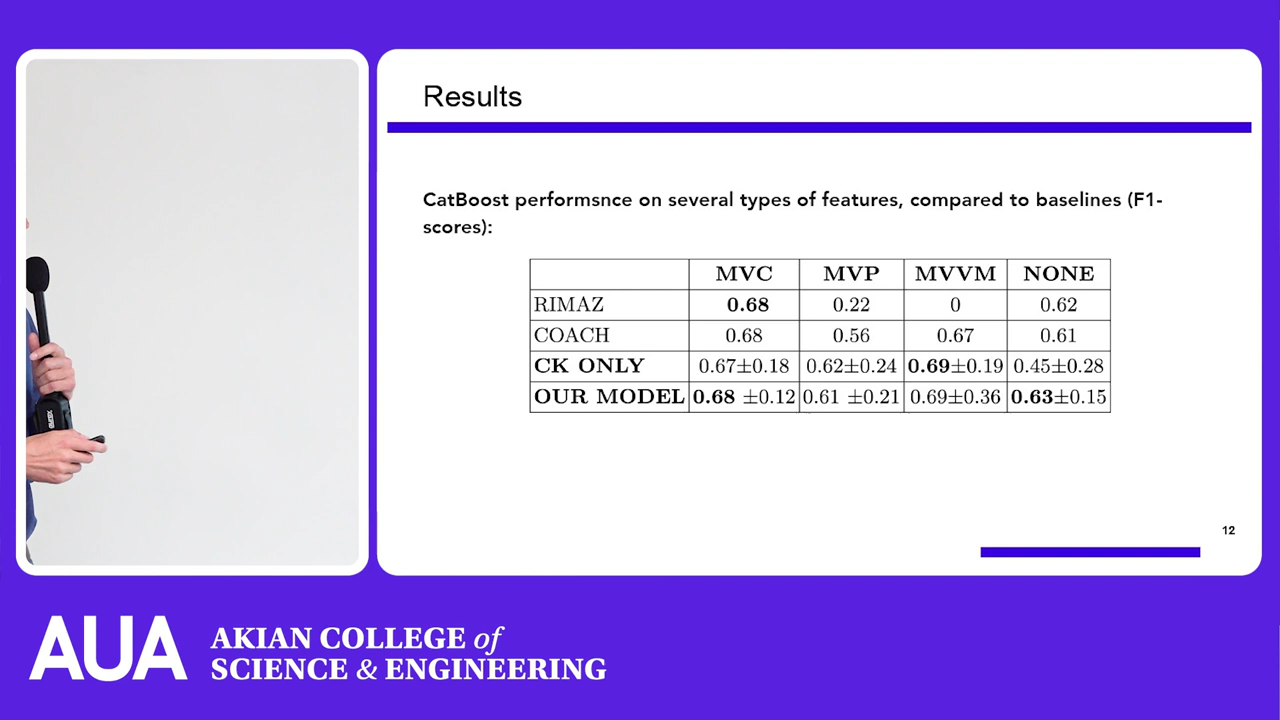 Results
CatBoost performsnce on several types of features, compared to baselines (F1-
scores):
MVC MVP MVVM NONE
RIMAZ 0.68 0.22 0 0.62
COACH 0.68 0.56 0.67 0.61
CK ONLY 0.67±0.18 0.62±0.24 0.69±0.19 0.45±0.28
OUR MODEL 0.68 ±0.12 0.61 ±0.21 0.69±0.36 0.63±0.15
12
AUA AKIAN COLLEGE of
SCIENCE & ENGINEERING